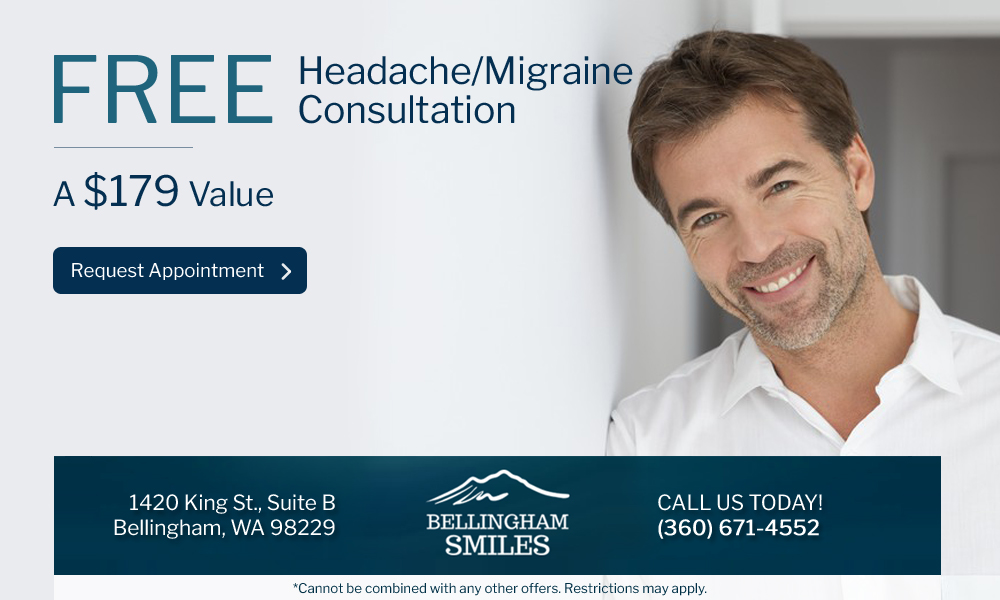 FREE Headache/Migraine
Consultation
A $179 Value
Request Appointment
1420 King St., Suite B
Bellingham, WA 98229
BELLINGHAM
SMILES
CALL US TODAY!
(360) 671-4552
*Cannot be combined with any other offers. Restrictions may apply.